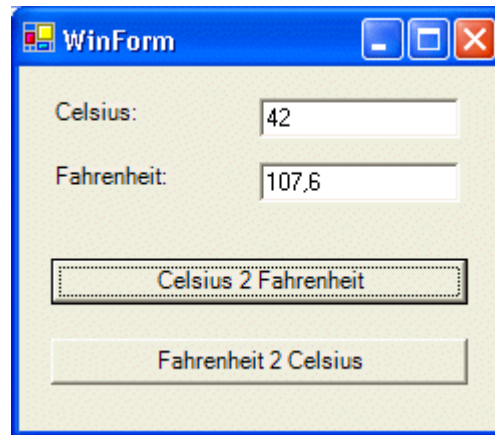 WinForm
Celsius: 42
Fahrenheit: 107,6
Celsius 2 Fahrenheit
Fahrenheit 2 Celsius